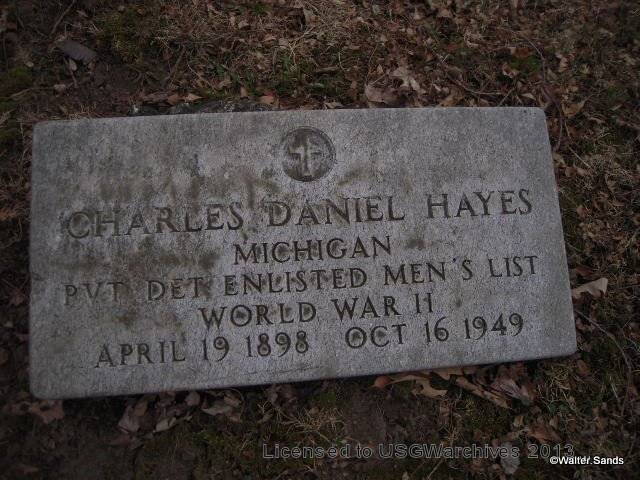 CHARLES DANIEL HAYES
MICHIGAN
PVT DET ENLISTED MEN'S LIST
WORLD WAR II
APRIL 19 1898 OCT 16 1949
Licensed to USGWarchives 2013
©Walter.Sands